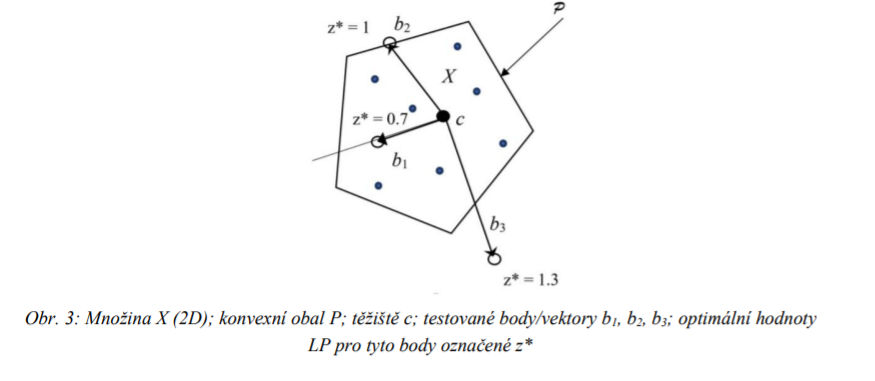 𝒫
z* = 1 b₂
X
z* = 0.7 c
b₁
b₃
z* = 1.3
Obr. 3: Množina X (2D); konvexní obal P; těžiště c; testované body/vektory b₁, b₂, b₃; optimální hodnoty
LP pro tyto body označené z*